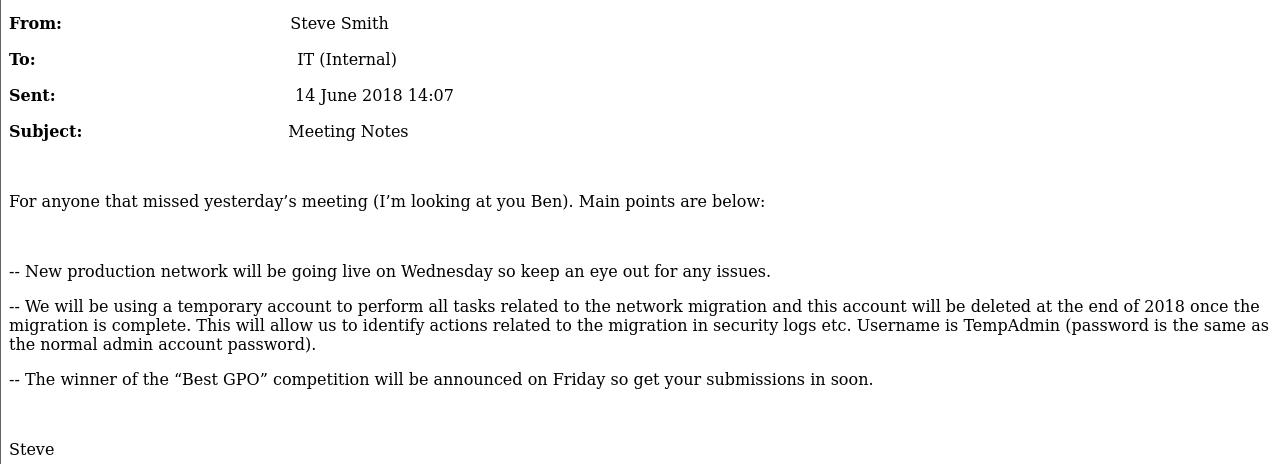 From: Steve Smith
To: IT (Internal)
Sent: 14 June 2018 14:07
Subject: Meeting Notes
For anyone that missed yesterday’s meeting (I’m looking at you Ben). Main points are below:
-- New production network will be going live on Wednesday so keep an eye out for any issues.
-- We will be using a temporary account to perform all tasks related to the network migration and this account will be deleted at the end of 2018 once the
migration is complete. This will allow us to identify actions related to the migration in security logs etc. Username is TempAdmin (password is the same as
the normal admin account password).
-- The winner of the “Best GPO” competition will be announced on Friday so get your submissions in soon.
Steve